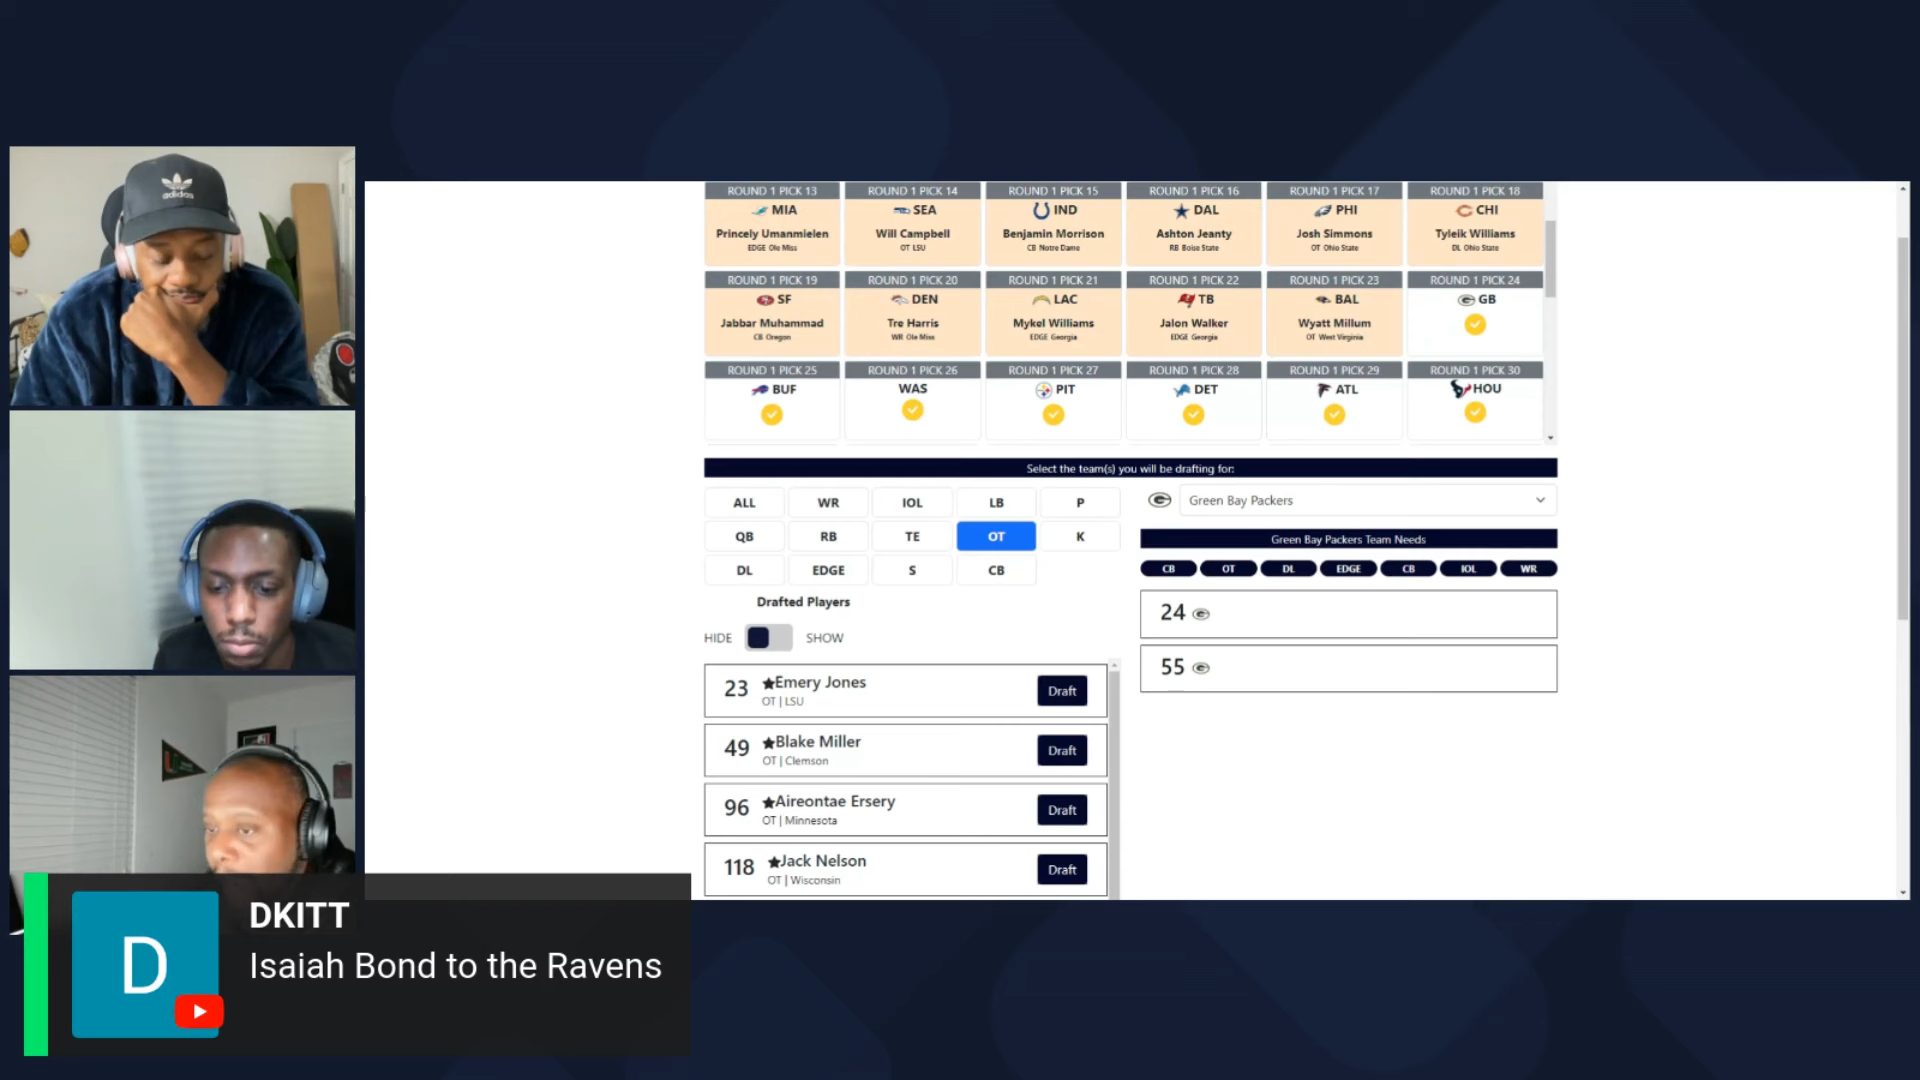 adidas
ROUND 1 PICK 13
MIA
Princely Umanmielen
EDGE Ole Miss
ROUND 1 PICK 14
SEA
Will Campbell
OT LSU
ROUND 1 PICK 15
IND
Benjamin Morrison
CB Notre Dame
ROUND 1 PICK 16
DAL
Ashton Jeanty
RB Boise State
ROUND 1 PICK 17
PHI
Josh Simmons
OT Ohio State
ROUND 1 PICK 18
CHI
Tyleik Williams
DL Ohio State
ROUND 1 PICK 19
SF
Jabbar Muhammad
CB Oregon
ROUND 1 PICK 20
DEN
Tre Harris
WR Ole Miss
ROUND 1 PICK 21
LAC
Mykel Williams
EDGE Georgia
ROUND 1 PICK 22
TB
Jalon Walker
EDGE Georgia
ROUND 1 PICK 23
BAL
Wyatt Millum
OT West Virginia
ROUND 1 PICK 24
GB
ROUND 1 PICK 25
BUF
ROUND 1 PICK 26
WAS
ROUND 1 PICK 27
PIT
ROUND 1 PICK 28
DET
ROUND 1 PICK 29
ATL
ROUND 1 PICK 30
HOU
Select the team(s) you will be drafting for:
ALL WR IOL LB P
QB RB TE OT K
DL EDGE S CB
Drafted Players
HIDE SHOW
23 ★Emery Jones
OT | LSU
Draft
49 ★Blake Miller
OT | Clemson
Draft
96 ★Aireontae Ersery
OT | Minnesota
Draft
118 ★Jack Nelson
OT | Wisconsin
Draft
Green Bay Packers
Green Bay Packers Team Needs
CB OT DL EDGE CB IOL WR
24
55
D
DKITT
Isaiah Bond to the Ravens